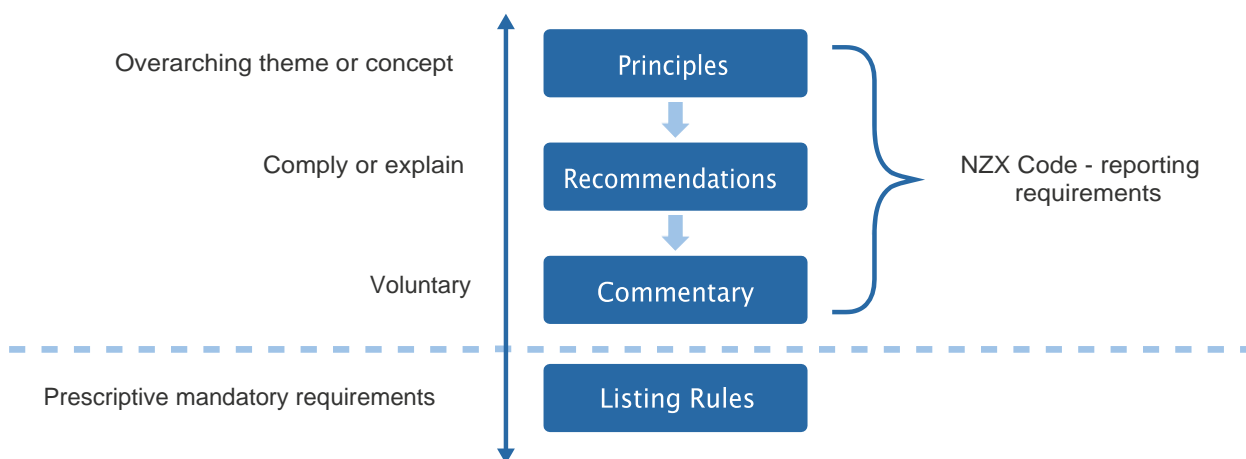 Overarching theme or concept
Principles
Comply or explain
Recommendations
NZX Code - reporting
requirements
Voluntary
Commentary
Prescriptive mandatory requirements
Listing Rules